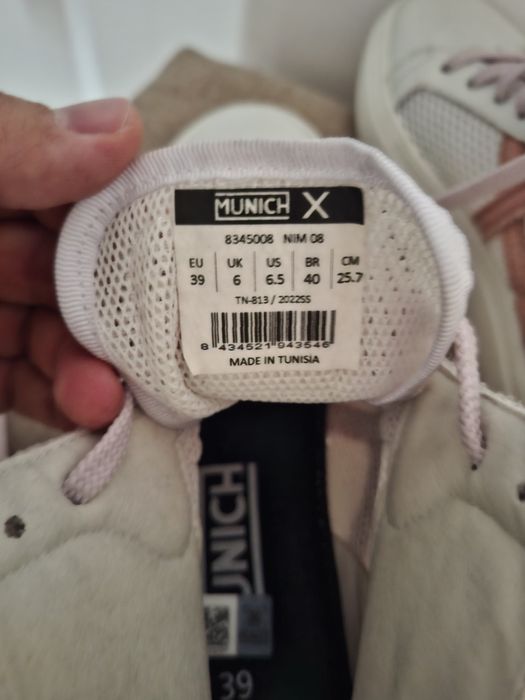 MUNICH X
8345008 NIM 08
EU UK US BR CM
39 6 6.5 40 25.7
TN-813 / 2022SS
8 434521 943546
MADE IN TUNISIA
MUNICH
39